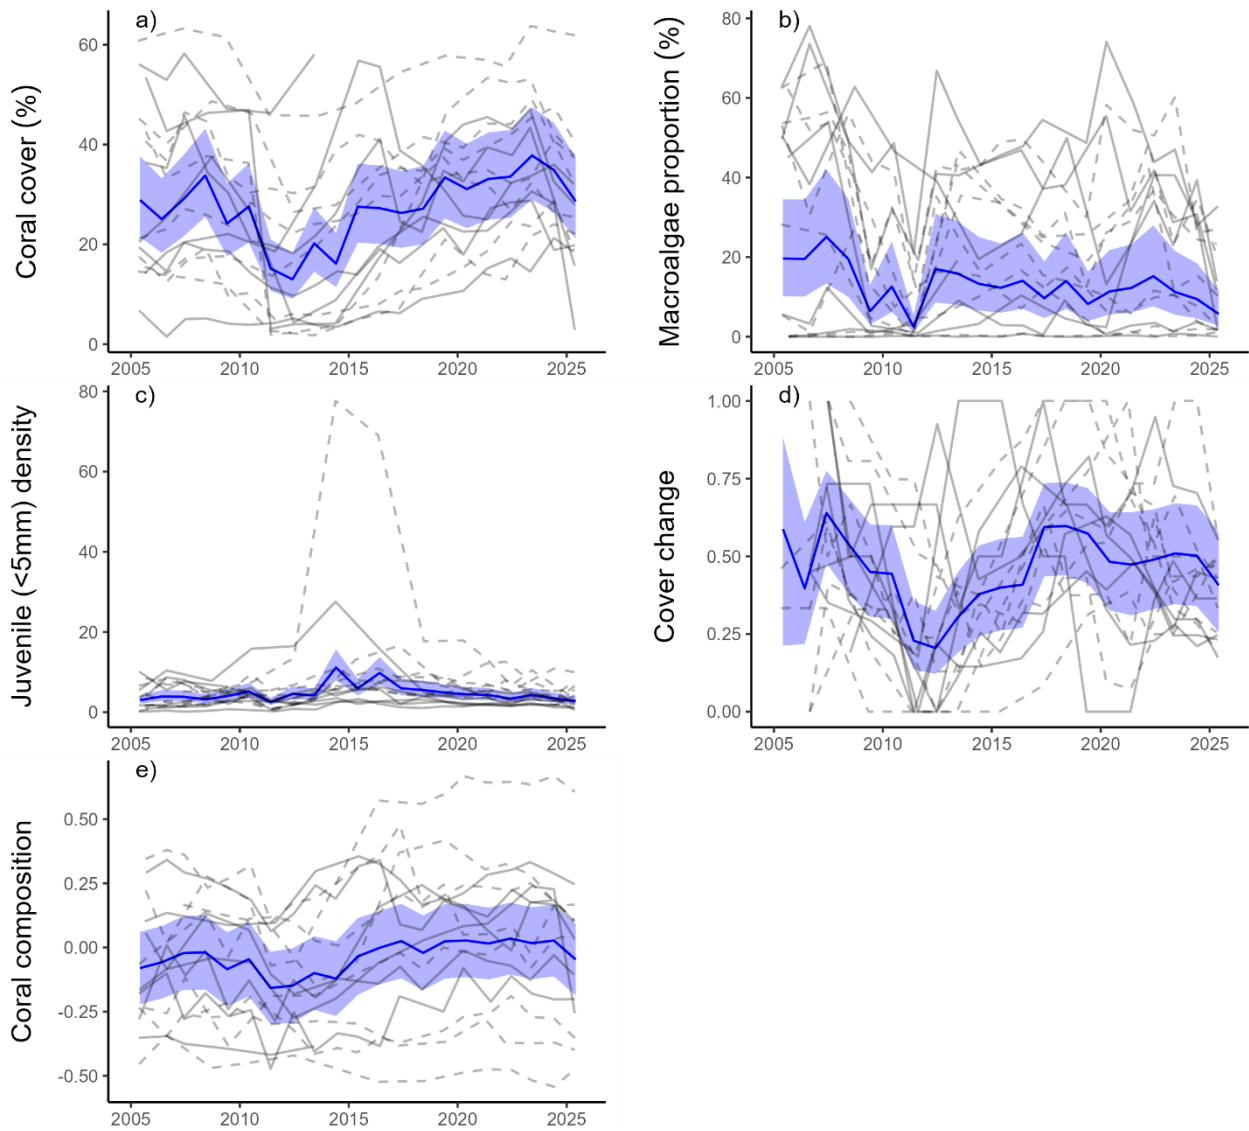 a)
Coral cover (%)
60
40
20
0
2005 2010 2015 2020 2025
b)
Macroalgae proportion (%)
80
60
40
20
0
2005 2010 2015 2020 2025
c)
Juvenile (<5mm) density
80
60
40
20
0
2005 2010 2015 2020 2025
d)
Cover change
1.00
0.75
0.50
0.25
0.00
2005 2010 2015 2020 2025
e)
Coral composition
0.50
0.25
0.00
-0.25
-0.50
2005 2010 2015 2020 2025